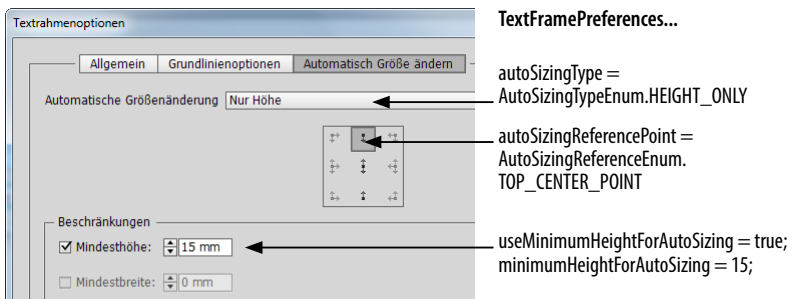 Textrahmenoptionen
Allgemein Grundlinienoptionen Automatisch Größe ändern
Automatische Größenänderung Nur Höhe
Beschränkungen
Mindesthöhe: 15 mm
Mindestbreite: 0 mm
TextFramePreferences...
autoSizingType =
AutoSizingTypeEnum.HEIGHT_ONLY
autoSizingReferencePoint =
AutoSizingReferenceEnum.
TOP_CENTER_POINT
useMinimumHeightForAutoSizing = true;
minimumHeightForAutoSizing = 15;